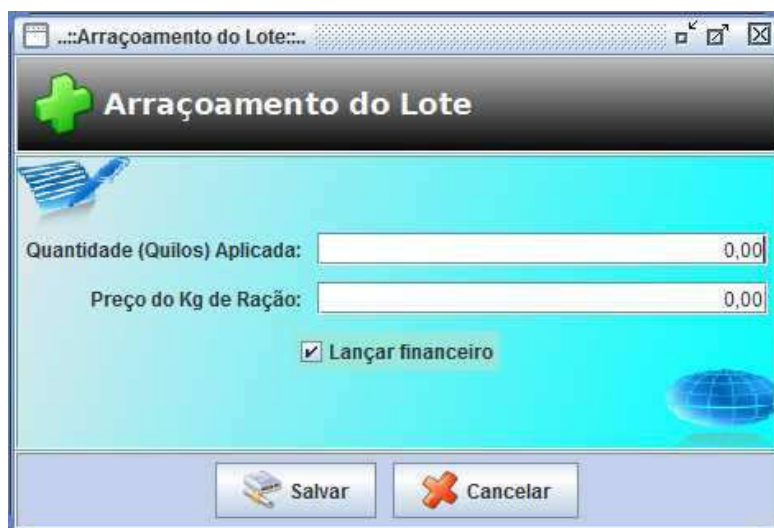 ..::Arraçoamento do Lote::..
Arraçoamento do Lote
Quantidade (Quilos) Aplicada: 0,00
Preço do Kg de Ração: 0,00
Lançar financeiro
Salvar Cancelar